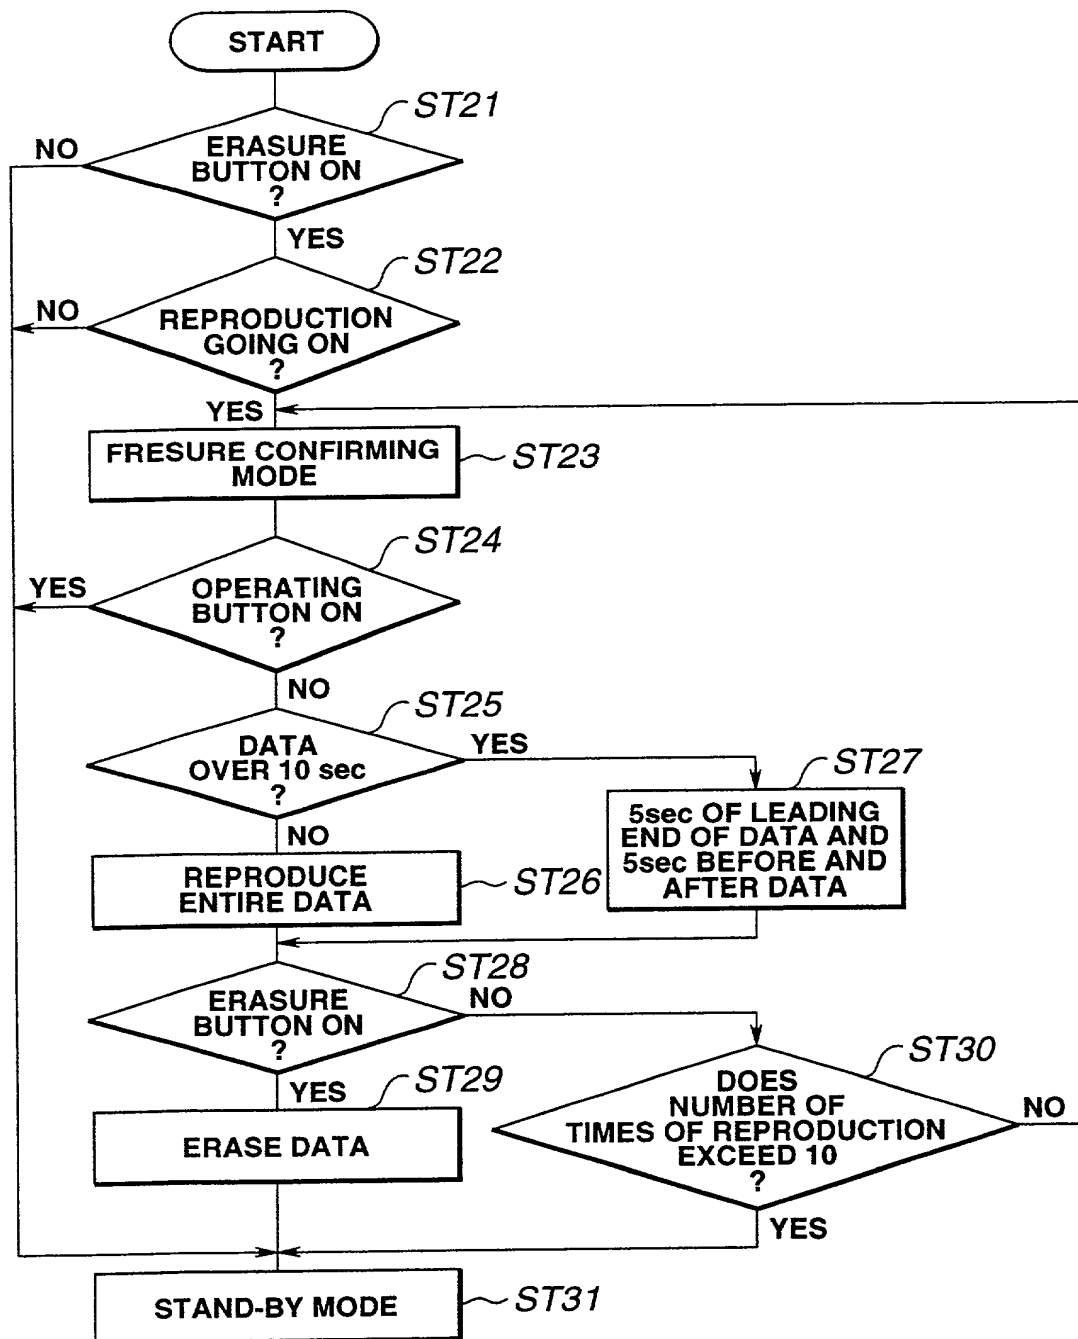 START
ST21
NO
ERASURE
BUTTON ON
?
YES
ST22
NO
REPRODUCTION
GOING ON
?
YES
FRESURE CONFIRMING
MODE
ST23
ST24
YES
OPERATING
BUTTON ON
?
NO
ST25
DATA
OVER 10 sec
?
YES
ST27
5sec OF LEADING
END OF DATA AND
5sec BEFORE AND
AFTER DATA
NO
REPRODUCE
ENTIRE DATA
ST26
ST28
ERASURE
BUTTON ON
?
NO
ST30
DOES
NUMBER OF
TIMES OF REPRODUCTION
EXCEED 10
?
NO
YES
ST29
ERASE DATA
YES
STAND-BY MODE
ST31